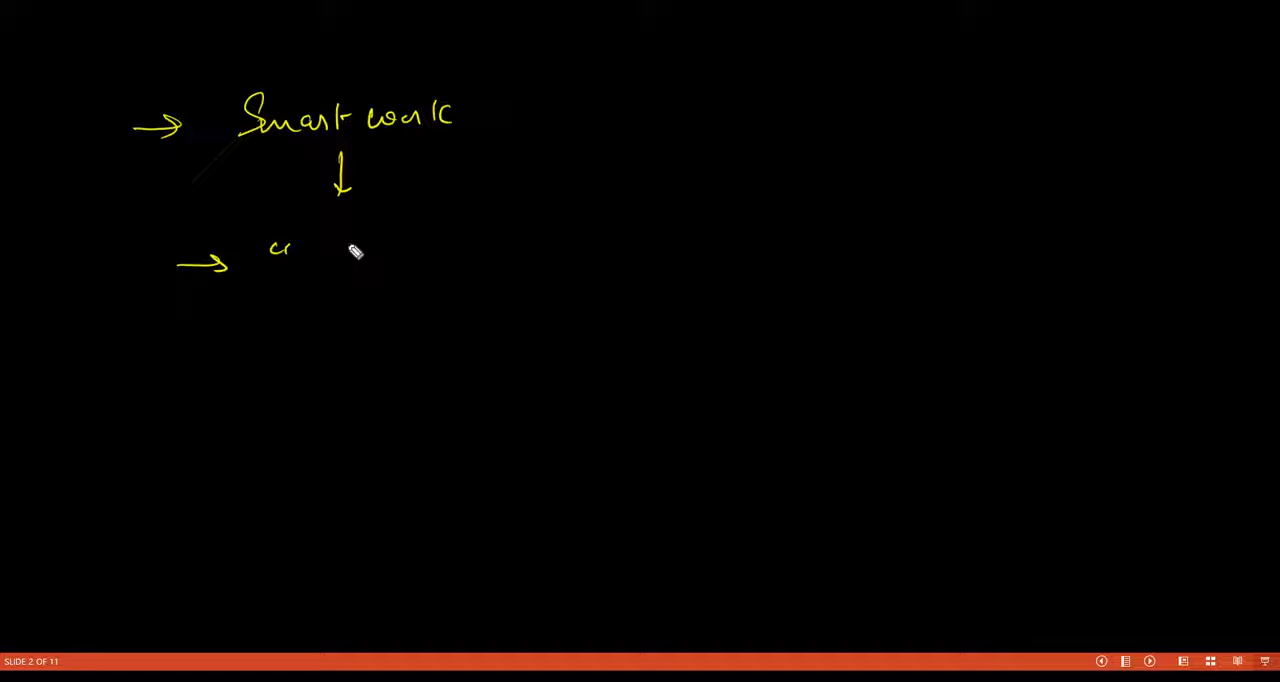 → Smart work
↓
→ "
SLIDE 2 OF 11